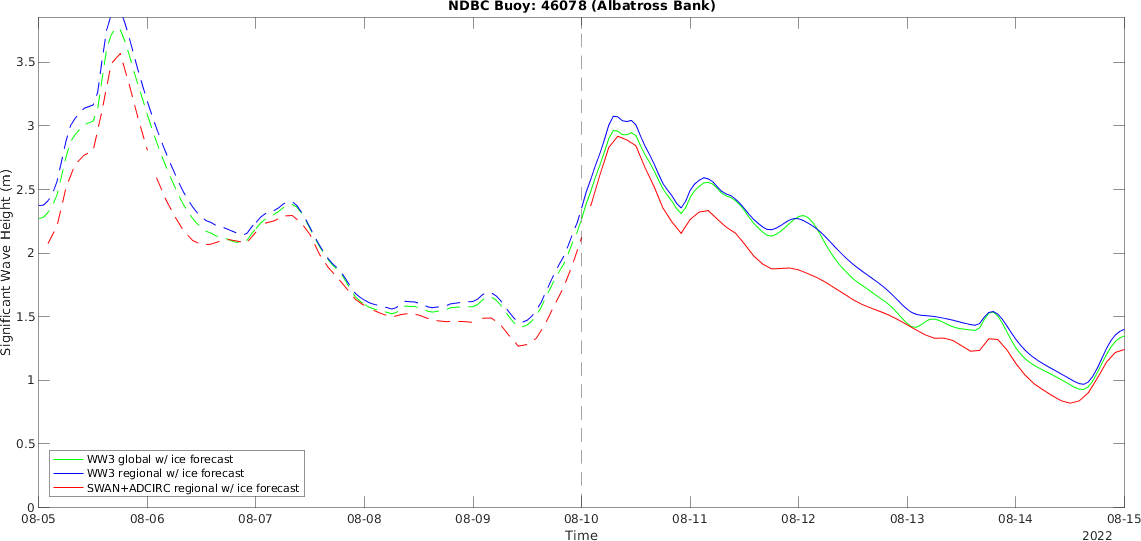 NDBC Buoy: 46078 (Albatross Bank)
Significant Wave Height (m)
3.5
3
2.5
2
1.5
1
0.5
0
WW3 global w/ ice forecast
WW3 regional w/ ice forecast
SWAN+ADCIRC regional w/ ice forecast
08-05 08-06 08-07 08-08 08-09 08-10 08-11 08-12 08-13 08-14 08-15
Time
2022